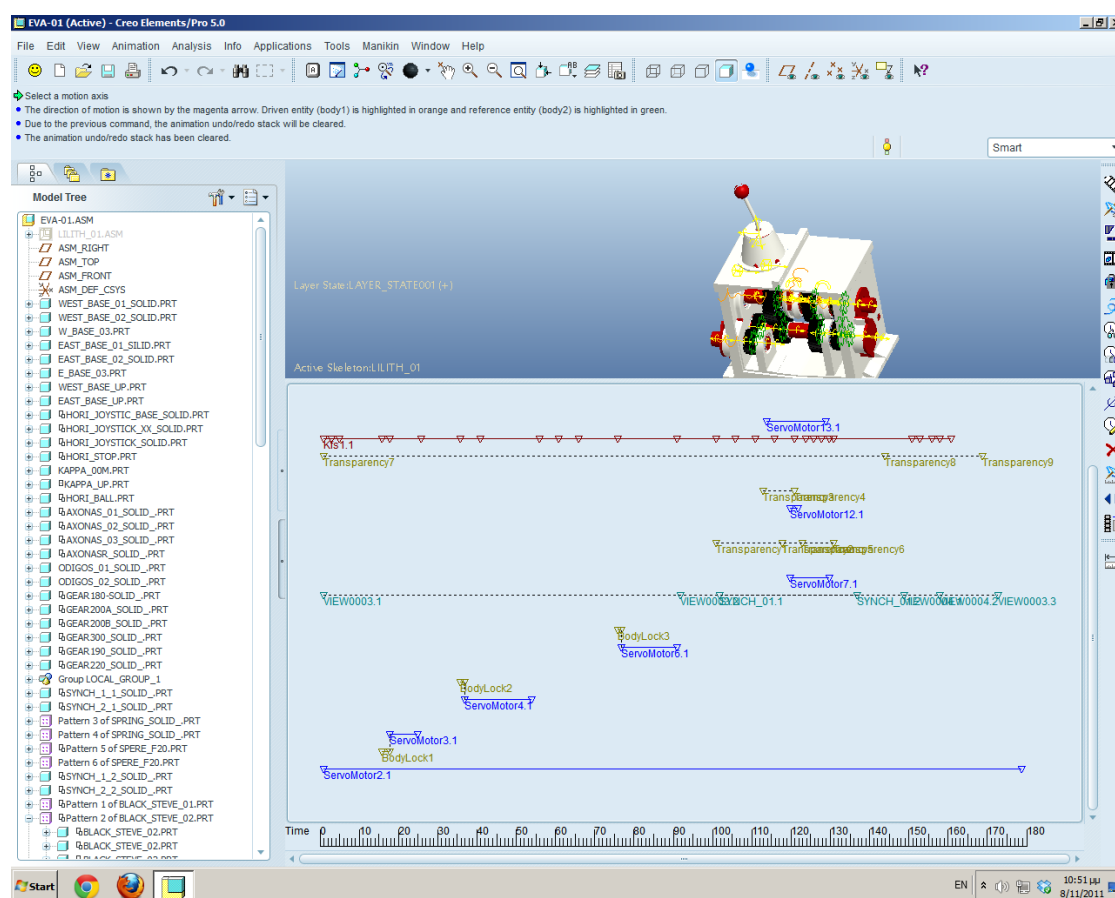 EVA-01 (Active) - Creo Elements/Pro 5.0
File Edit View Animation Analysis Info Applications Tools Manikin Window Help
Select a motion axis
• The direction of motion is shown by the magenta arrow. Driven entity (body1) is highlighted in orange and reference entity (body2) is highlighted in green.
• Due to the previous command, the animation undo/redo stack will be cleared.
• The animation undo/redo stack has been cleared.
Smart
Model Tree
EVA-01.ASM
LILITH_01.ASM
ASM_RIGHT
ASM_TOP
ASM_FRONT
ASM_DEF_CSYS
WEST_BASE_01_SOLID.PRT
WEST_BASE_02_SOLID.PRT
W_BASE_03.PRT
EAST_BASE_01_SILID.PRT
EAST_BASE_02_SOLID.PRT
E_BASE_03.PRT
WEST_BASE_UP.PRT
EAST_BASE_UP.PRT
HORI_JOYSTIC_BASE_SOLID.PRT
HORI_JOYSTICK_XX_SOLID.PRT
HORI_JOYSTICK_SOLID.PRT
HORI_STOP.PRT
KAPPA_00M.PRT
KAPPA_UP.PRT
HORI_BALL.PRT
AXONAS_01_SOLID_.PRT
AXONAS_02_SOLID_.PRT
AXONAS_03_SOLID_.PRT
AXONASR_SOLID_.PRT
ODIGOS_01_SOLID_.PRT
ODIGOS_02_SOLID_.PRT
GEAR180-SOLID_.PRT
GEAR200A_SOLID_.PRT
GEAR200B_SOLID_.PRT
GEAR300_SOLID_.PRT
GEAR190_SOLID_.PRT
GEAR220_SOLID_.PRT
Group LOCAL_GROUP_1
SYNCH_1_1_SOLID_.PRT
SYNCH_2_1_SOLID_.PRT
Pattern 3 of SPRING_SOLID_.PRT
Pattern 4 of SPRING_SOLID_.PRT
Pattern 5 of SPERE_F20.PRT
Pattern 6 of SPERE_F20.PRT
SYNCH_1_2_SOLID_.PRT
SYNCH_2_2_SOLID_.PRT
Pattern 1 of BLACK_STEVE_01.PRT
Pattern 2 of BLACK_STEVE_02.PRT
BLACK_STEVE_02.PRT
BLACK_STEVE_02.PRT
BLACK_STEVE_02.PRT
Layer State:LAYER_STATE001 (+)
Active Skeleton:LILITH_01
ServoMotor13.1
Kfs1.1
Transparency7 Transparency8 Transparency9
Transparency3 Transparency4
ServoMotor12.1
Transparency1 Transparency6
ServoMotor7.1
VIEW0003.1 SYNCH_01.1 VIEW0004.2 VIEW0003.3
BodyLock3
ServoMotor6.1
BodyLock2
ServoMotor4.1
ServoMotor3.1
BodyLock1
ServoMotor2.1
Time 0 10 20 30 40 50 60 70 80 90 100 110 120 130 140 150 160 170 180
Start
EN
10:51 μμ
8/11/2011